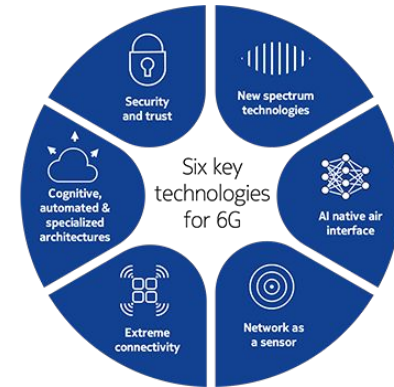 Six key
technologies
for 6G
New spectrum
technologies
AI native air
interface
Network as
a sensor
Extreme
connectivity
Cognitive,
automated &
specialized
architectures
Security
and trust